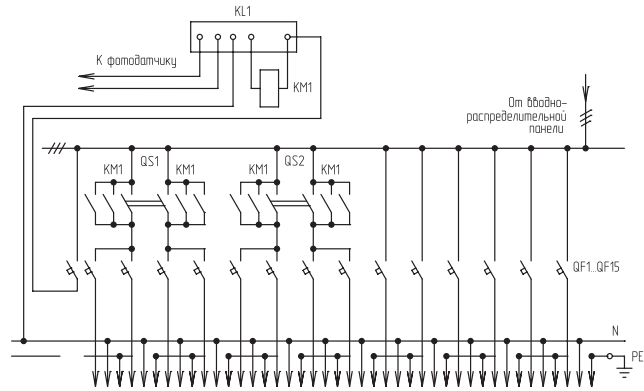 KL1
К фотодатчику
KM1
От вводно-
распределительной
панели
QS1
QS2
KM1
KM1
KM1
KM1
QF1...QF15
N
PE